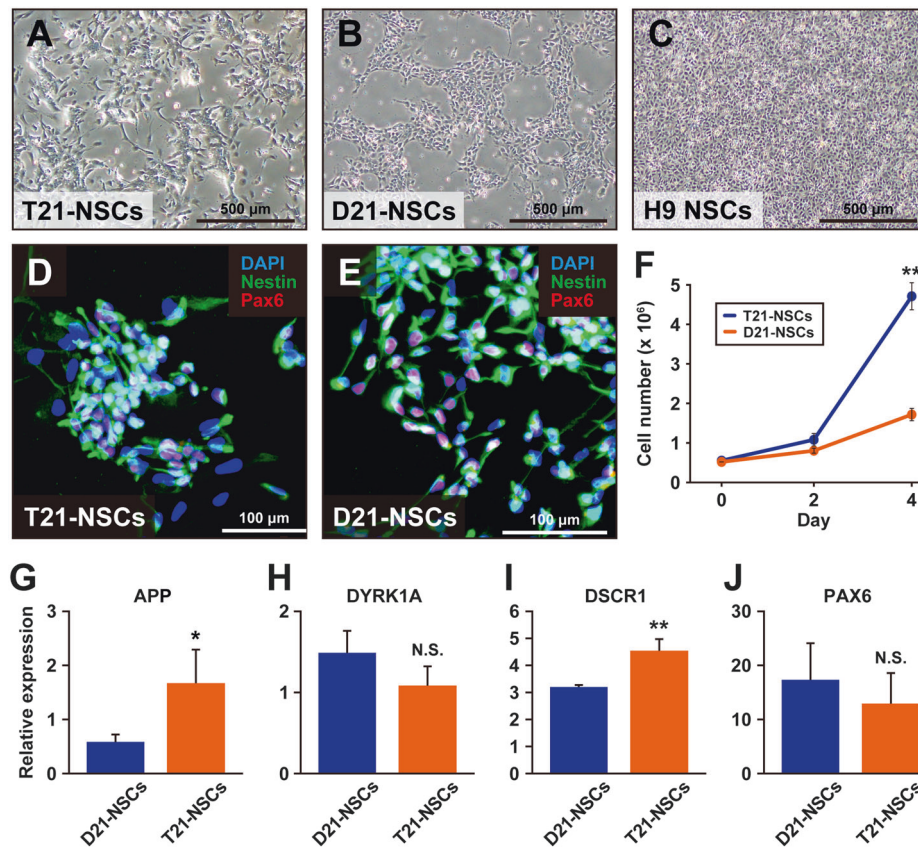 A
T21-NSCs
500 µm
B
D21-NSCs
500 µm
C
H9 NSCs
500 µm
D
DAPI
Nestin
Pax6
T21-NSCs
100 µm
E
DAPI
Nestin
Pax6
D21-NSCs
100 µm
F
**
T21-NSCs
D21-NSCs
Cell number (x 10⁶)
5
4
3
2
1
0
0
2
4
Day
G
APP
Relative expression
3
2
1
0
*
D21-NSCs
T21-NSCs
H
DYRK1A
2
1
0
N.S.
D21-NSCs
T21-NSCs
I
DSCR1
6
5
4
3
2
1
0
**
D21-NSCs
T21-NSCs
J
PAX6
30
20
10
0
N.S.
D21-NSCs
T21-NSCs